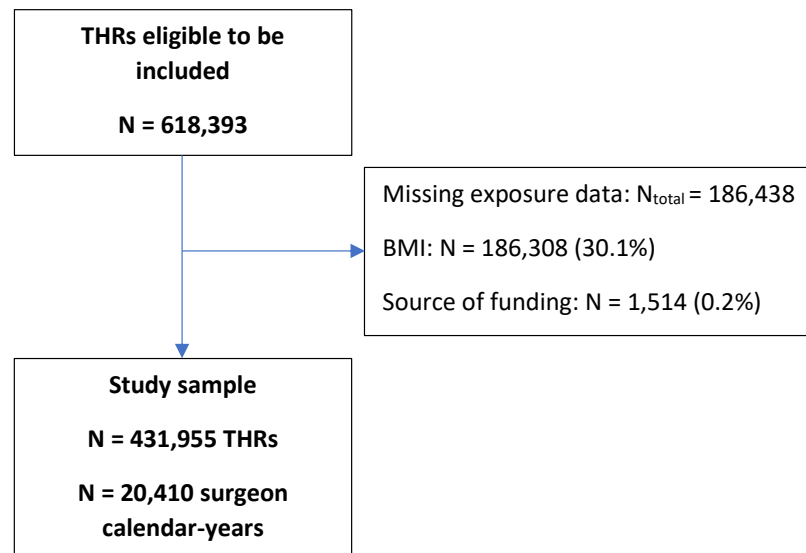 THRs eligible to be
included
N = 618,393
Missing exposure data: Ntotal = 186,438
BMI: N = 186,308 (30.1%)
Source of funding: N = 1,514 (0.2%)
Study sample
N = 431,955 THRs
N = 20,410 surgeon
calendar-years